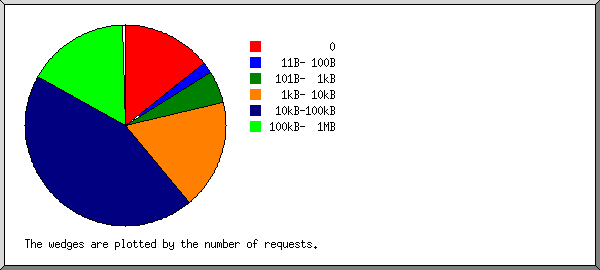 0
11B- 100B
101B- 1kB
1kB- 10kB
10kB-100kB
100kB- 1MB
The wedges are plotted by the number of requests.